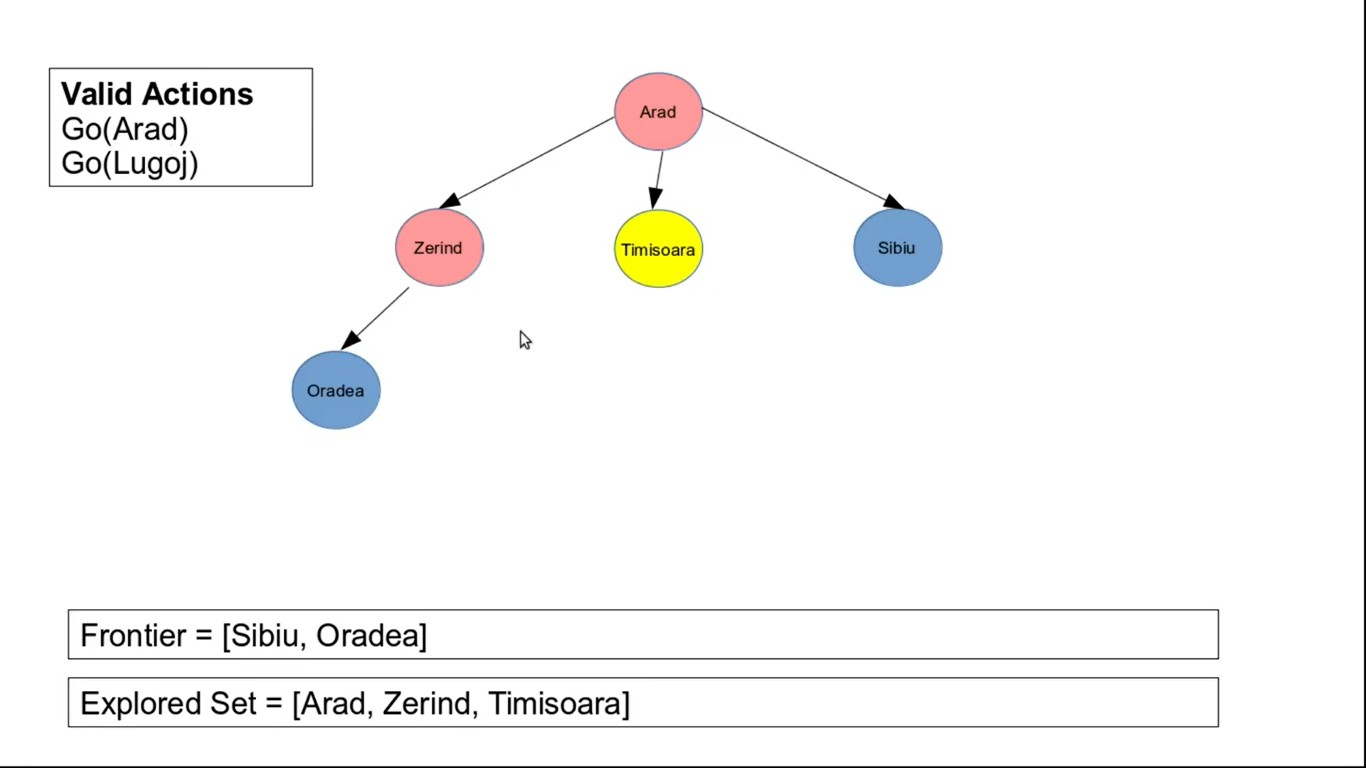 Valid Actions
Go(Arad)
Go(Lugoj)
Arad
Zerind
Timisoara
Sibiu
Oradea
Frontier = [Sibiu, Oradea]
Explored Set = [Arad, Zerind, Timisoara]